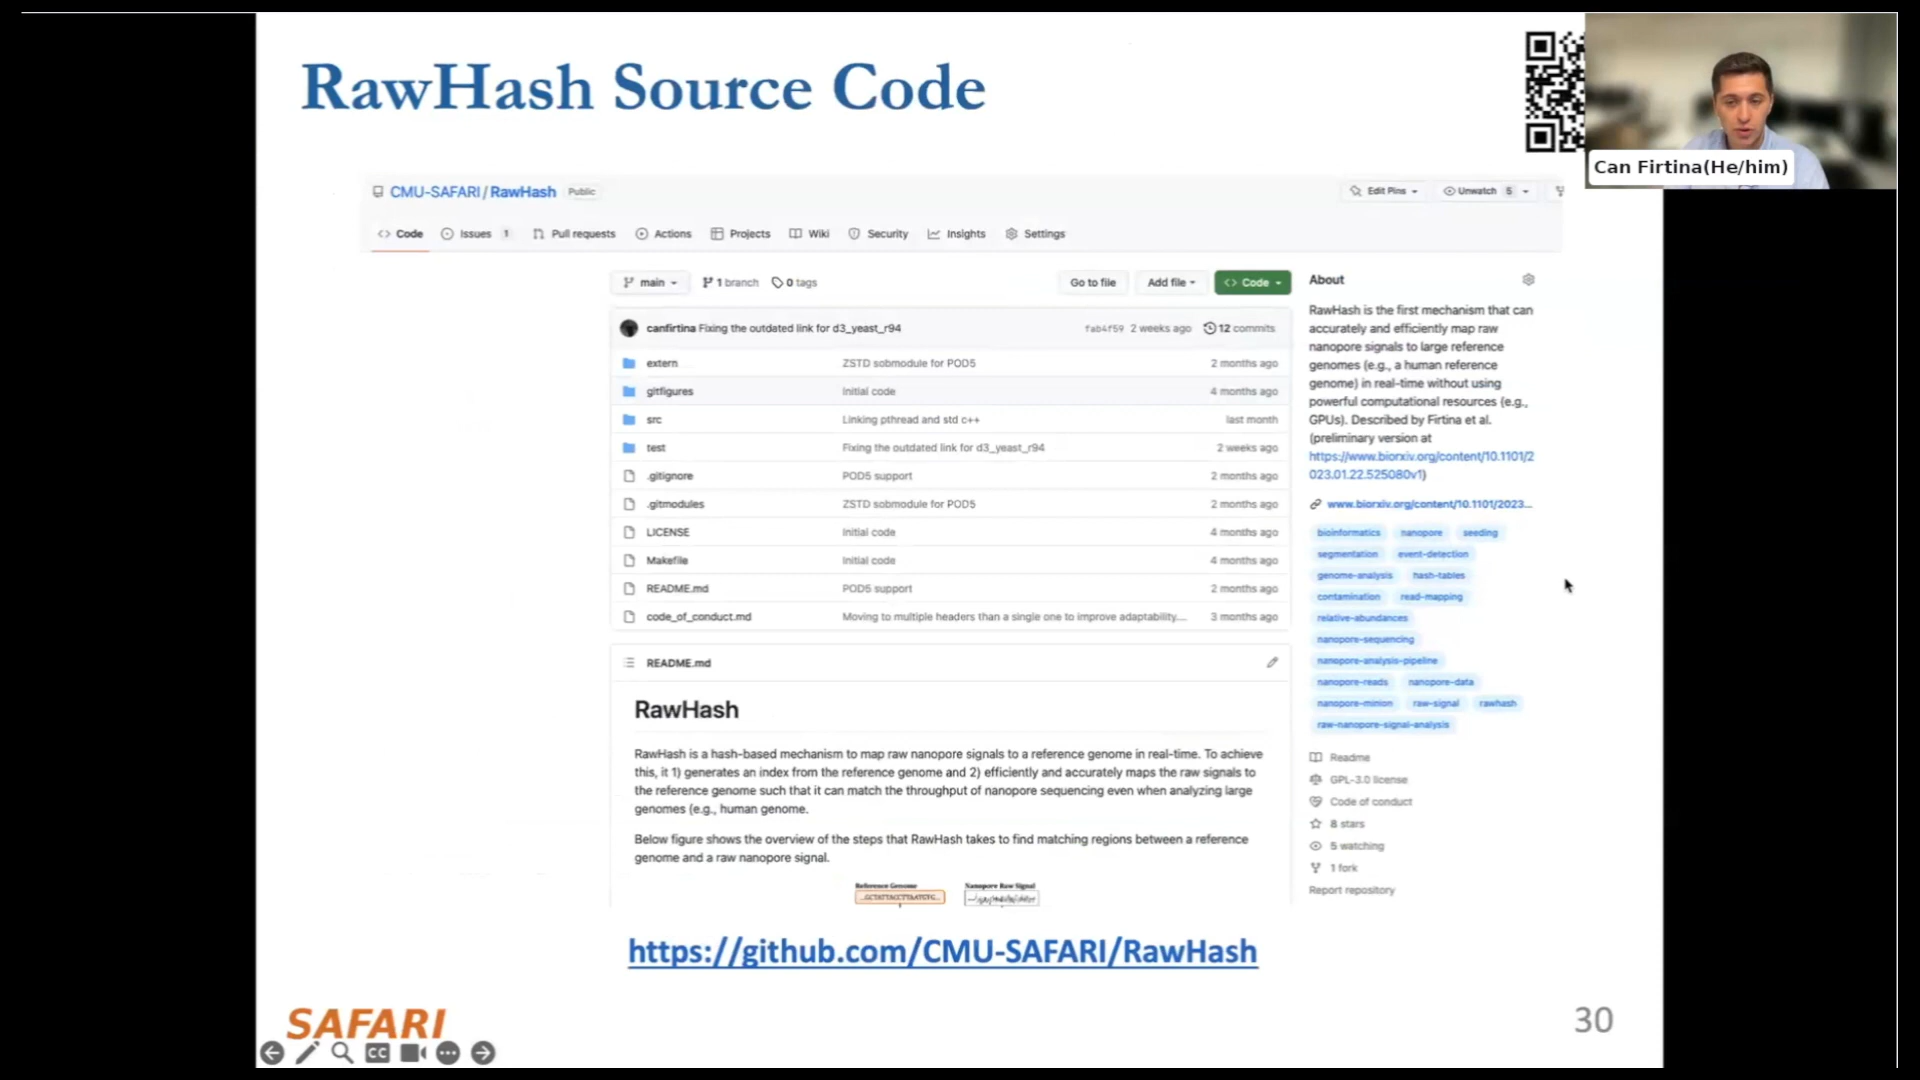 RawHash Source Code
Can Firtina(He/him)
CMU-SAFARI / RawHash Public
Edit Pins
Unwatch 5
Code Issues 1 Pull requests Actions Projects Wiki Security Insights Settings
main 1 branch 0 tags Go to file Add file Code
canfirtina Fixing the outdated link for d3_yeast_r94 fab4f59 2 weeks ago 12 commits
extern ZSTD sobmodule for POD5 2 months ago
gitfigures Initial code 4 months ago
src Linking pthread and std c++ last month
test Fixing the outdated link for d3_yeast_r94 2 weeks ago
.gitignore POD5 support 2 months ago
.gitmodules ZSTD sobmodule for POD5 2 months ago
LICENSE Initial code 4 months ago
Makefile Initial code 4 months ago
README.md POD5 support 2 months ago
code_of_conduct.md Moving to multiple headers than a single one to improve adaptability.... 3 months ago
README.md
RawHash
RawHash is a hash-based mechanism to map raw nanopore signals to a reference genome in real-time. To achieve
this, it 1) generates an index from the reference genome and 2) efficiently and accurately maps the raw signals to
the reference genome such that it can match the throughput of nanopore sequencing even when analyzing large
genomes (e.g., human genome.
Below figure shows the overview of the steps that RawHash takes to find matching regions between a reference
genome and a raw nanopore signal.
Reference Genome
Nanopore Raw Signal
About
RawHash is the first mechanism that can
accurately and efficiently map raw
nanopore signals to large reference
genomes (e.g., a human reference
genome) in real-time without using
powerful computational resources (e.g.,
GPUs). Described by Firtina et al.
(preliminary version at
https://www.biorxiv.org/content/10.1101/2
023.01.22.525080v1)
www.biorxiv.org/content/10.1101/2023...
bioinformatics nanopore seeding
segmentation event-detection
genome-analysis hash-tables
contamination read-mapping
relative-abundances
nanopore-sequencing
nanopore-analysis-pipeline
nanopore-reads nanopore-data
nanopore-minion raw-signal rawhash
raw-nanopore-signal-analysis
Readme
GPL-3.0 license
Code of conduct
8 stars
5 watching
1 fork
Report repository
https://github.com/CMU-SAFARI/RawHash
SAFARI
30
CC